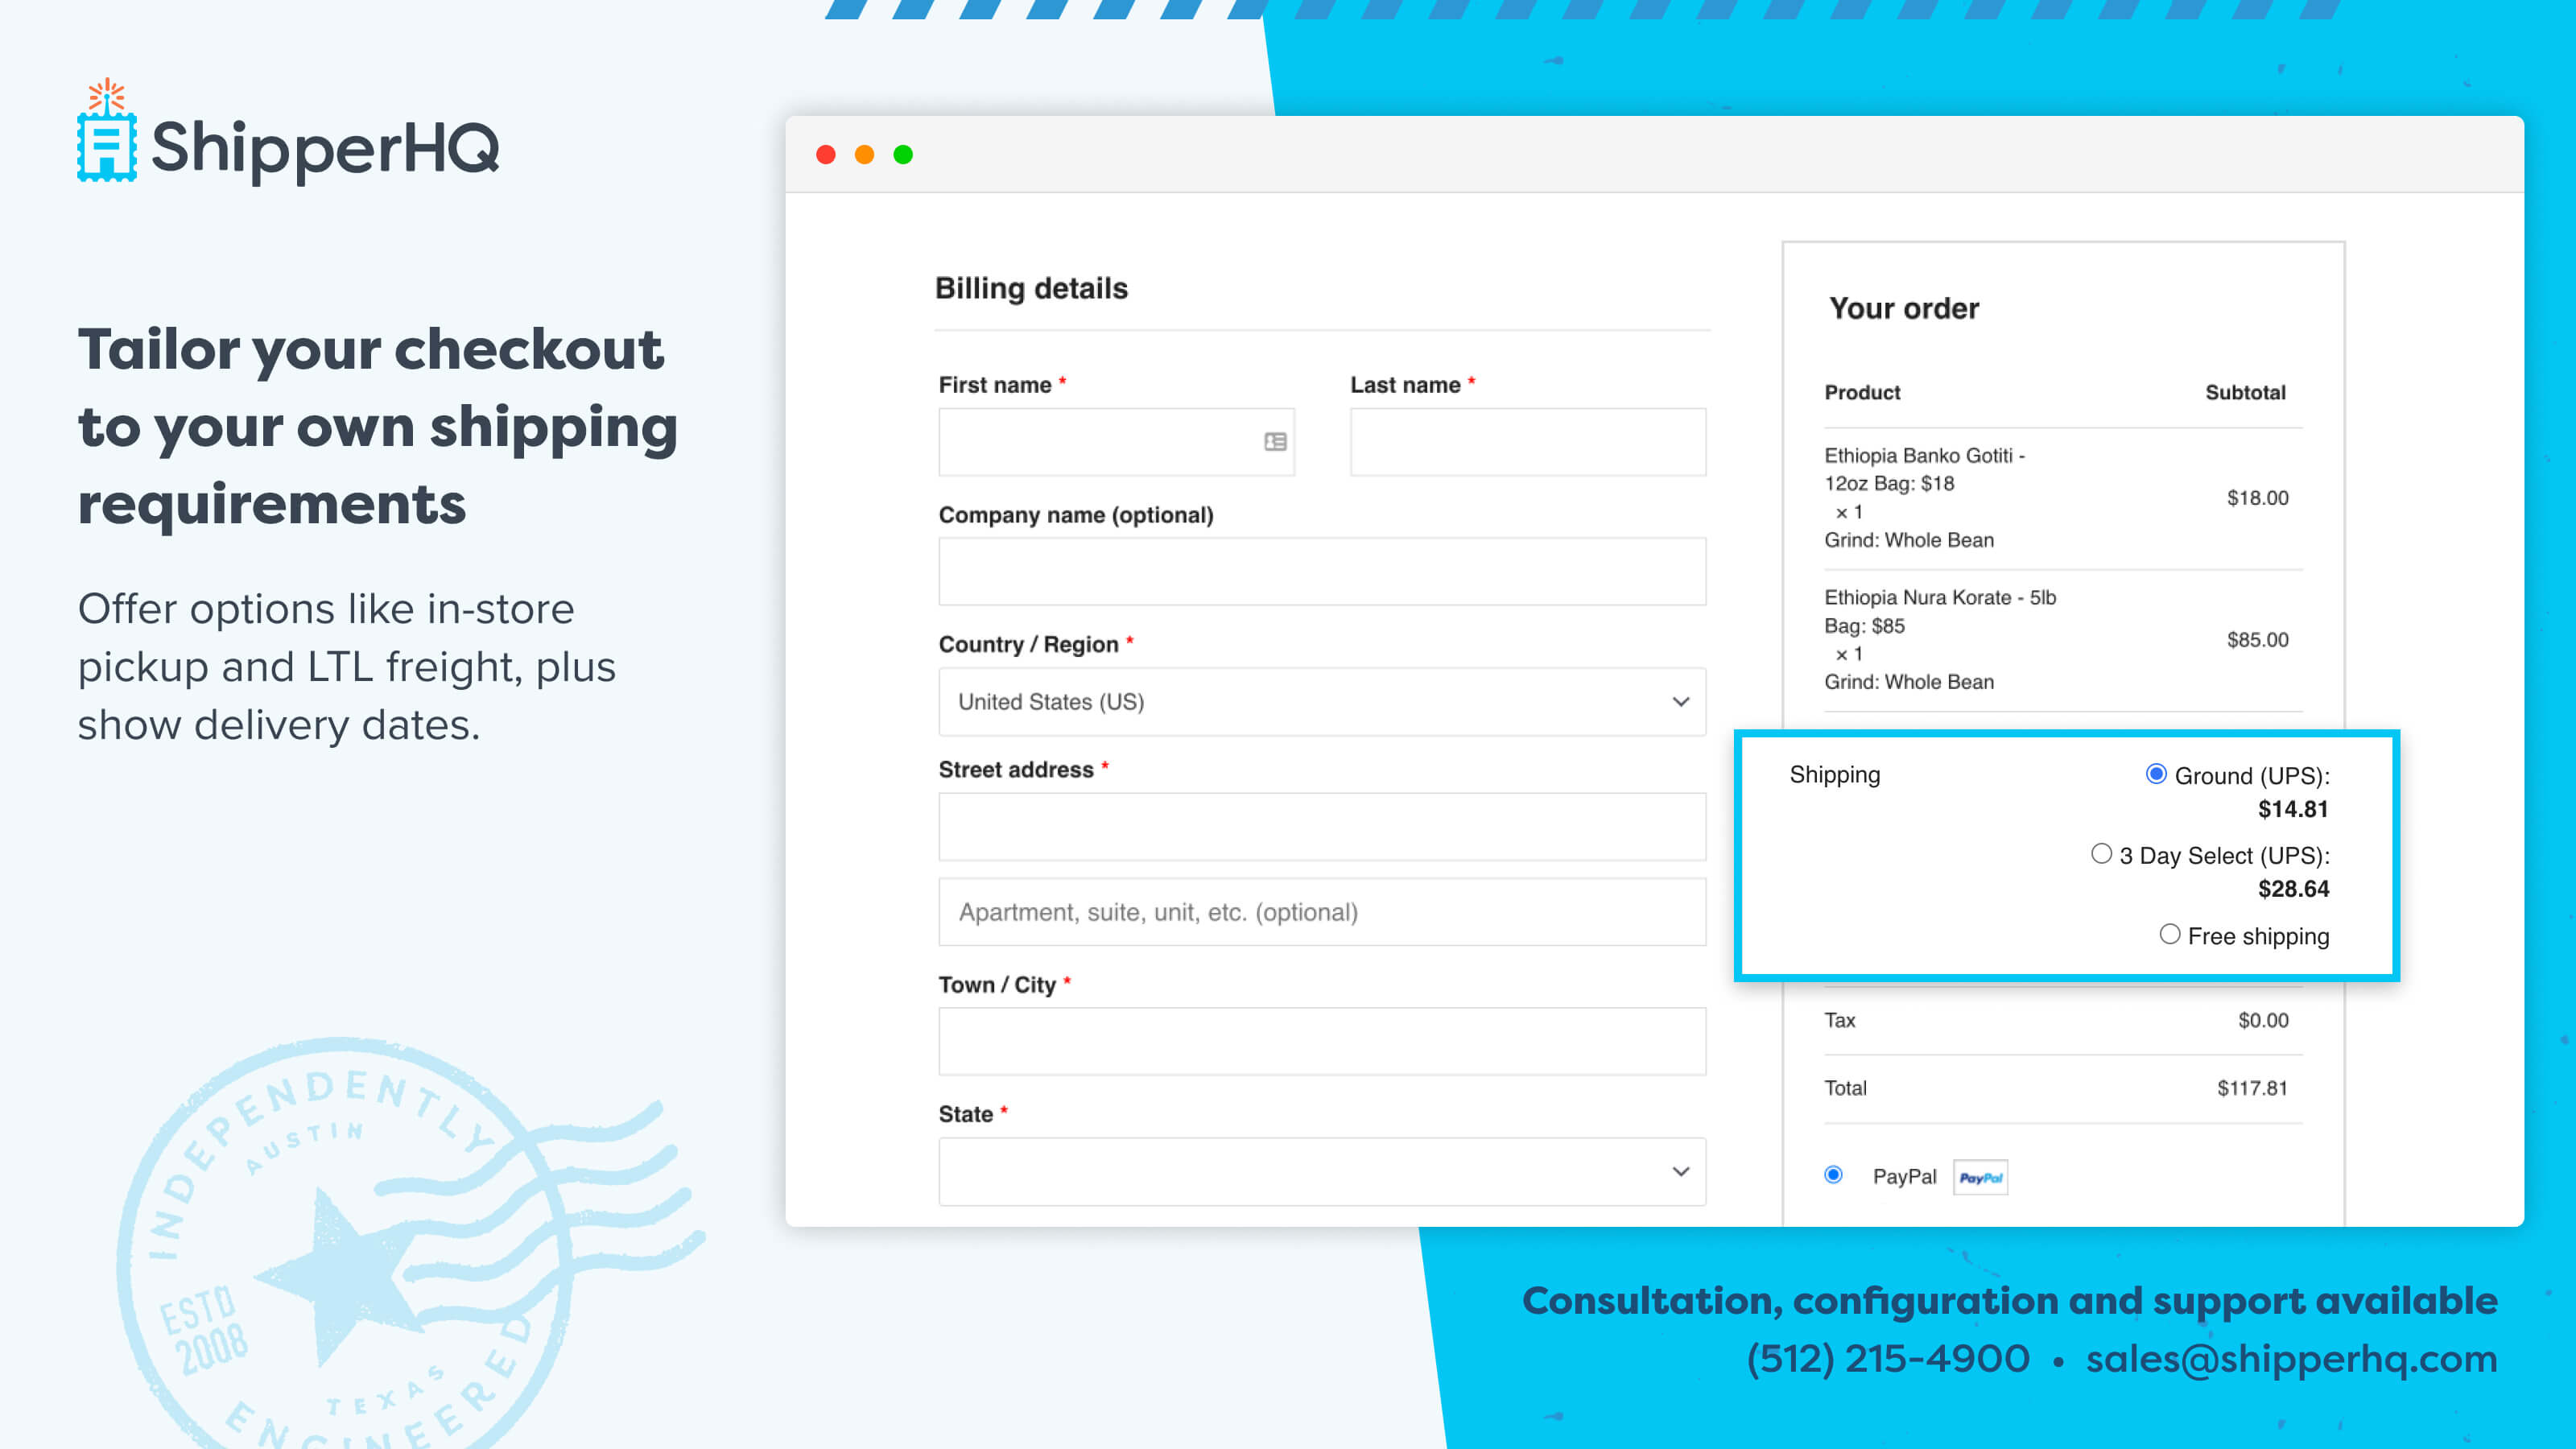 ShipperHQ
Tailor your checkout
to your own shipping
requirements
Offer options like in-store
pickup and LTL freight, plus
show delivery dates.
INDEPENDENTLY
AUSTIN
ESTD
2008
TEXAS
ENGINEERED
Billing details
First name *
Last name *
Company name (optional)
Country / Region *
United States (US)
Street address *
Apartment, suite, unit, etc. (optional)
Town / City *
State *
Your order
Product Subtotal
Ethiopia Banko Gotiti -
12oz Bag: $18
× 1
Grind: Whole Bean
$18.00
Ethiopia Nura Korate - 5lb
Bag: $85
× 1
Grind: Whole Bean
$85.00
Shipping
Ground (UPS):
$14.81
3 Day Select (UPS):
$28.64
Free shipping
Tax $0.00
Total $117.81
PayPal PayPal
Consultation, configuration and support available
(512) 215-4900 • sales@shipperhq.com